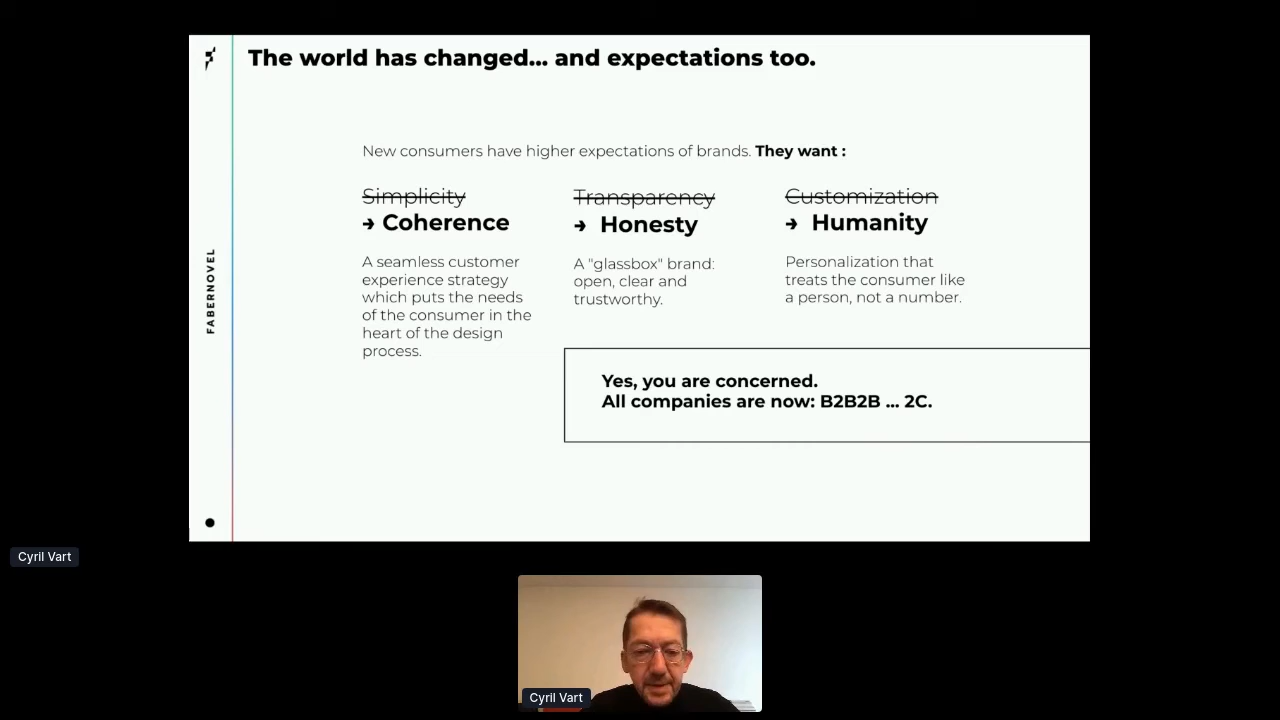 The world has changed... and expectations too.
New consumers have higher expectations of brands. They want :
Simplicity
→ Coherence
A seamless customer
experience strategy
which puts the needs
of the consumer in the
heart of the design
process.
Transparency
→ Honesty
A "glassbox" brand:
open, clear and
trustworthy.
Customization
→ Humanity
Personalization that
treats the consumer like
a person, not a number.
Yes, you are concerned.
All companies are now: B2B2B ... 2C.
FABERNOVEL
Cyril Vart
Cyril Vart